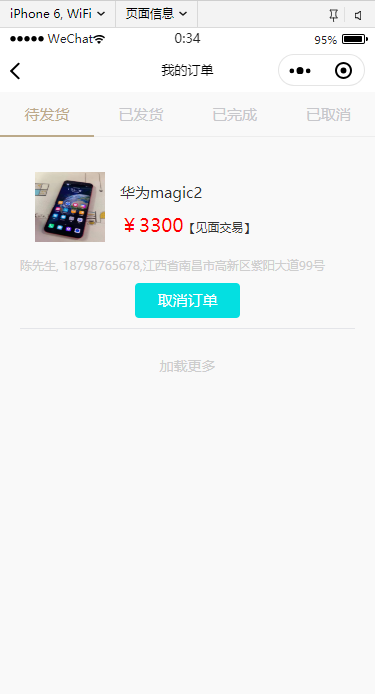 iPhone 6, WiFi 页面信息
WeChat 0:34 95%
我的订单
待发货 已发货 已完成 已取消
华为magic2
￥3300【见面交易】
陈先生, 18798765678,江西省南昌市高新区紫阳大道99号
取消订单
加载更多